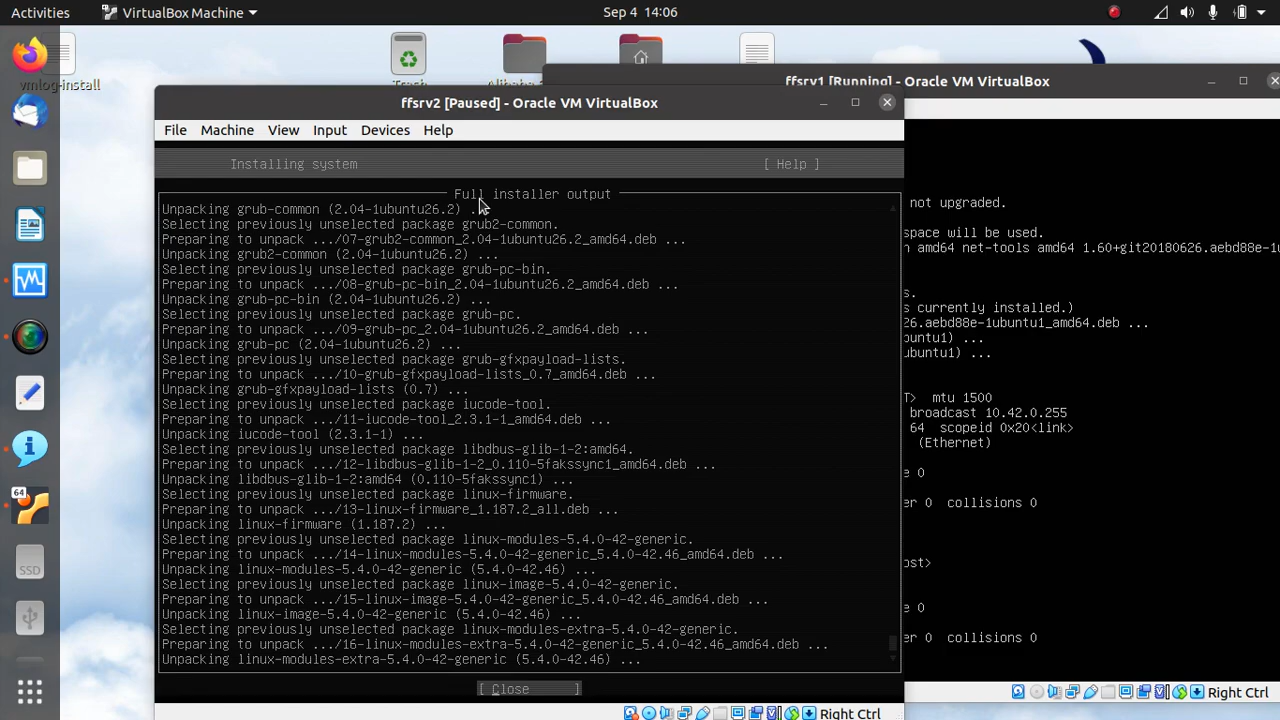 Activities
VirtualBox Machine
Sep 4 14:06
vmlog-install
Trash
ffsrv1 [Running] - Oracle VM VirtualBox
ffsrv2 [Paused] - Oracle VM VirtualBox
File Machine View Input Devices Help
Installing system
[ Help ]
Full installer output
Unpacking grub-common (2.04-1ubuntu26.2) ...
Selecting previously unselected package grub2-common.
Preparing to unpack .../07-grub2-common_2.04-1ubuntu26.2_amd64.deb ...
Unpacking grub2-common (2.04-1ubuntu26.2) ...
Selecting previously unselected package grub-pc-bin.
Preparing to unpack .../08-grub-pc-bin_2.04-1ubuntu26.2_amd64.deb ...
Unpacking grub-pc-bin (2.04-1ubuntu26.2) ...
Selecting previously unselected package grub-pc.
Preparing to unpack .../09-grub-pc_2.04-1ubuntu26.2_amd64.deb ...
Unpacking grub-pc (2.04-1ubuntu26.2) ...
Selecting previously unselected package grub-gfxpayload-lists.
Preparing to unpack .../10-grub-gfxpayload-lists_0.7_amd64.deb ...
Unpacking grub-gfxpayload-lists (0.7) ...
Selecting previously unselected package iucode-tool.
Preparing to unpack .../11-iucode-tool_2.3.1-1_amd64.deb ...
Unpacking iucode-tool (2.3.1-1) ...
Selecting previously unselected package libdbus-glib-1-2:amd64.
Preparing to unpack .../12-libdbus-glib-1-2_0.110-5fakssync1_amd64.deb ...
Unpacking libdbus-glib-1-2:amd64 (0.110-5fakssync1) ...
Selecting previously unselected package linux-firmware.
Preparing to unpack .../13-linux-firmware_1.187.2_all.deb ...
Unpacking linux-firmware (1.187.2) ...
Selecting previously unselected package linux-modules-5.4.0-42-generic.
Preparing to unpack .../14-linux-modules-5.4.0-42-generic_5.4.0-42.46_amd64.deb ...
Unpacking linux-modules-5.4.0-42-generic (5.4.0-42.46) ...
Selecting previously unselected package linux-image-5.4.0-42-generic.
Preparing to unpack .../15-linux-image-5.4.0-42-generic_5.4.0-42.46_amd64.deb ...
Unpacking linux-image-5.4.0-42-generic (5.4.0-42.46) ...
Selecting previously unselected package linux-modules-extra-5.4.0-42-generic.
Preparing to unpack .../16-linux-modules-extra-5.4.0-42-generic_5.4.0-42.46_amd64.deb ...
Unpacking linux-modules-extra-5.4.0-42-generic (5.4.0-42.46) ...
[ Close ]
Right Ctrl
not upgraded.
space will be used.
n amd64 net-tools amd64 1.60+git20180626.aebd88e-1ubuntu
s.
s currently installed.)
26.aebd88e-1ubuntu1_amd64.deb ...
buntu1) ...
ubuntu1) ...
T> mtu 1500
broadcast 10.42.0.255
64 scopeid 0x20<link>
(Ethernet)
e 0
er 0 collisions 0
ost>
e 0
er 0 collisions 0
Right Ctrl
64
SSD